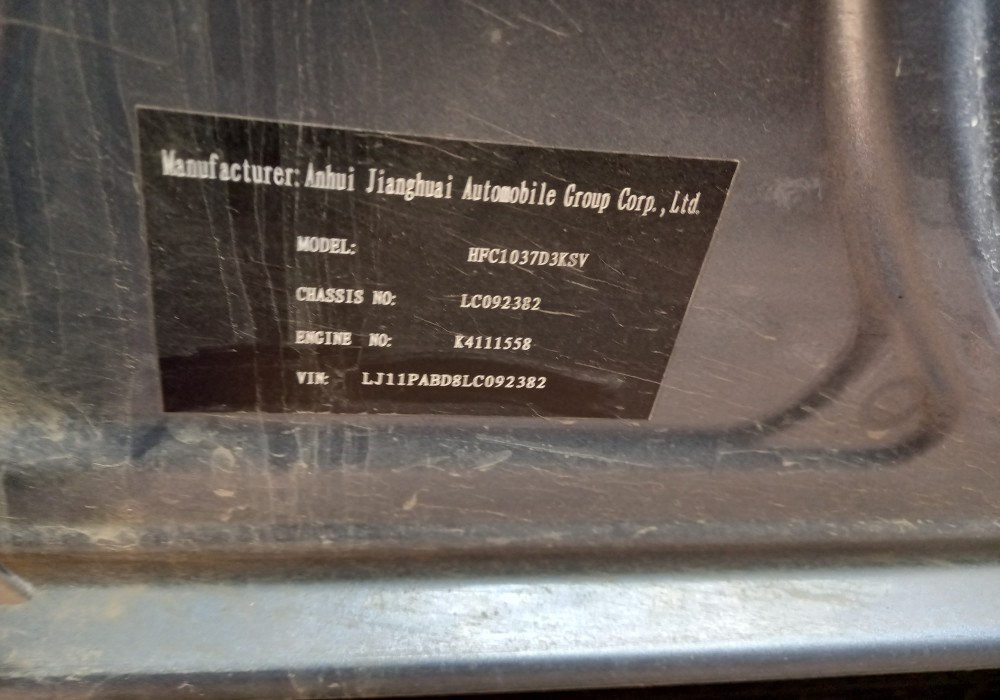 Manufacturer: Anhui Jianghuai Automobile Group Corp., Ltd.
MODEL: HFC1037D3KSV
CHASSIS NO: LC092382
ENGINE NO: K4111558
VIN: LJ11PABD8LC092382